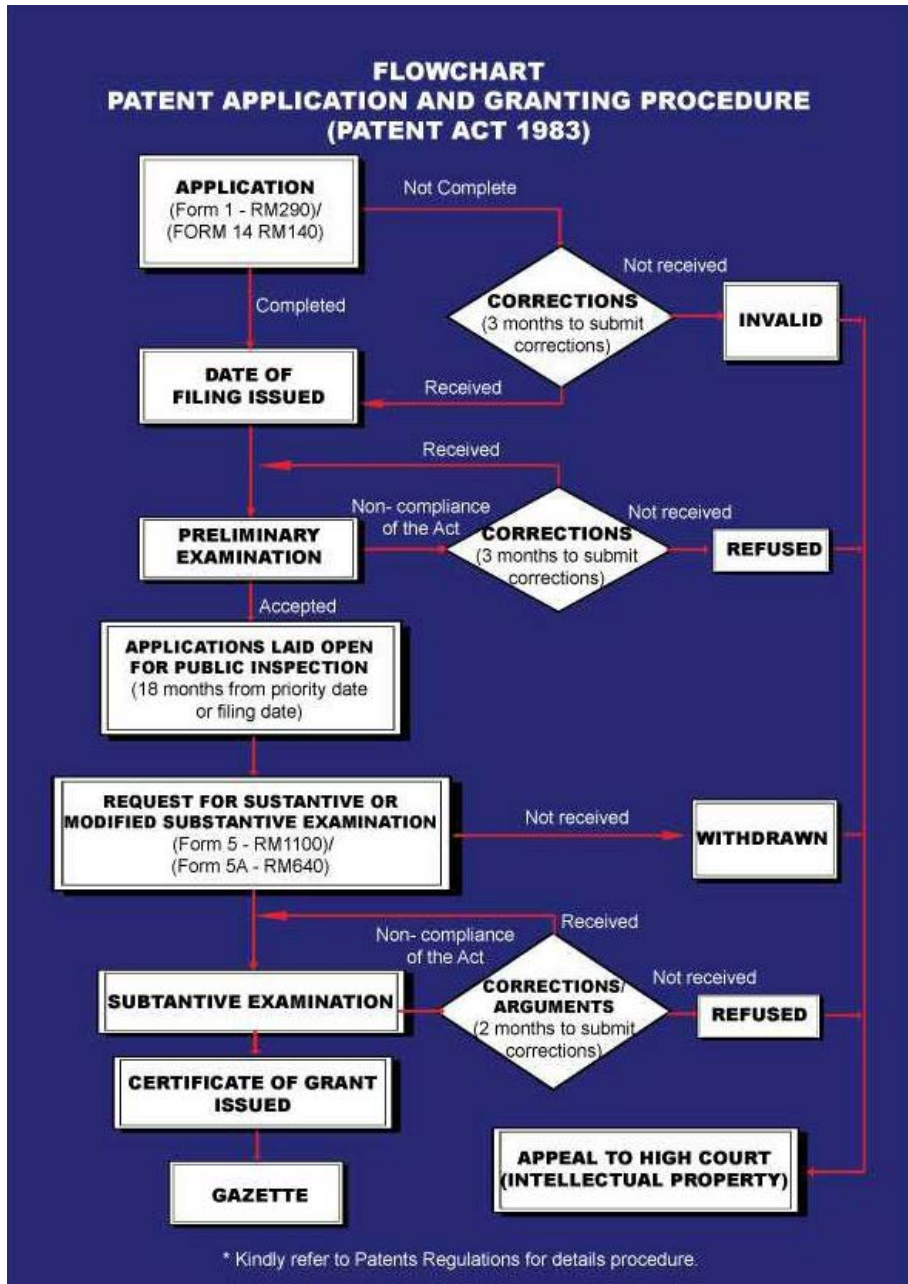 FLOWCHART
PATENT APPLICATION AND GRANTING PROCEDURE
(PATENT ACT 1983)
APPLICATION
(Form 1 - RM290)/
(FORM 14 RM140)
Not Complete
Completed
CORRECTIONS
(3 months to submit
corrections)
Not received
INVALID
Received
DATE OF
FILING ISSUED
Received
Non- compliance
of the Act
PRELIMINARY
EXAMINATION
CORRECTIONS
(3 months to submit
corrections)
Not received
REFUSED
Accepted
APPLICATIONS LAID OPEN
FOR PUBLIC INSPECTION
(18 months from priority date
or filing date)
REQUEST FOR SUSTANTIVE OR
MODIFIED SUBSTANTIVE EXAMINATION
(Form 5 - RM1100)/
(Form 5A - RM640)
Not received
WITHDRAWN
Received
Non- compliance
of the Act
SUBTANTIVE EXAMINATION
CORRECTIONS/
ARGUMENTS
(2 months to submit
corrections)
Not received
REFUSED
CERTIFICATE OF GRANT
ISSUED
GAZETTE
APPEAL TO HIGH COURT
(INTELLECTUAL PROPERTY)
* Kindly refer to Patents Regulations for details procedure.